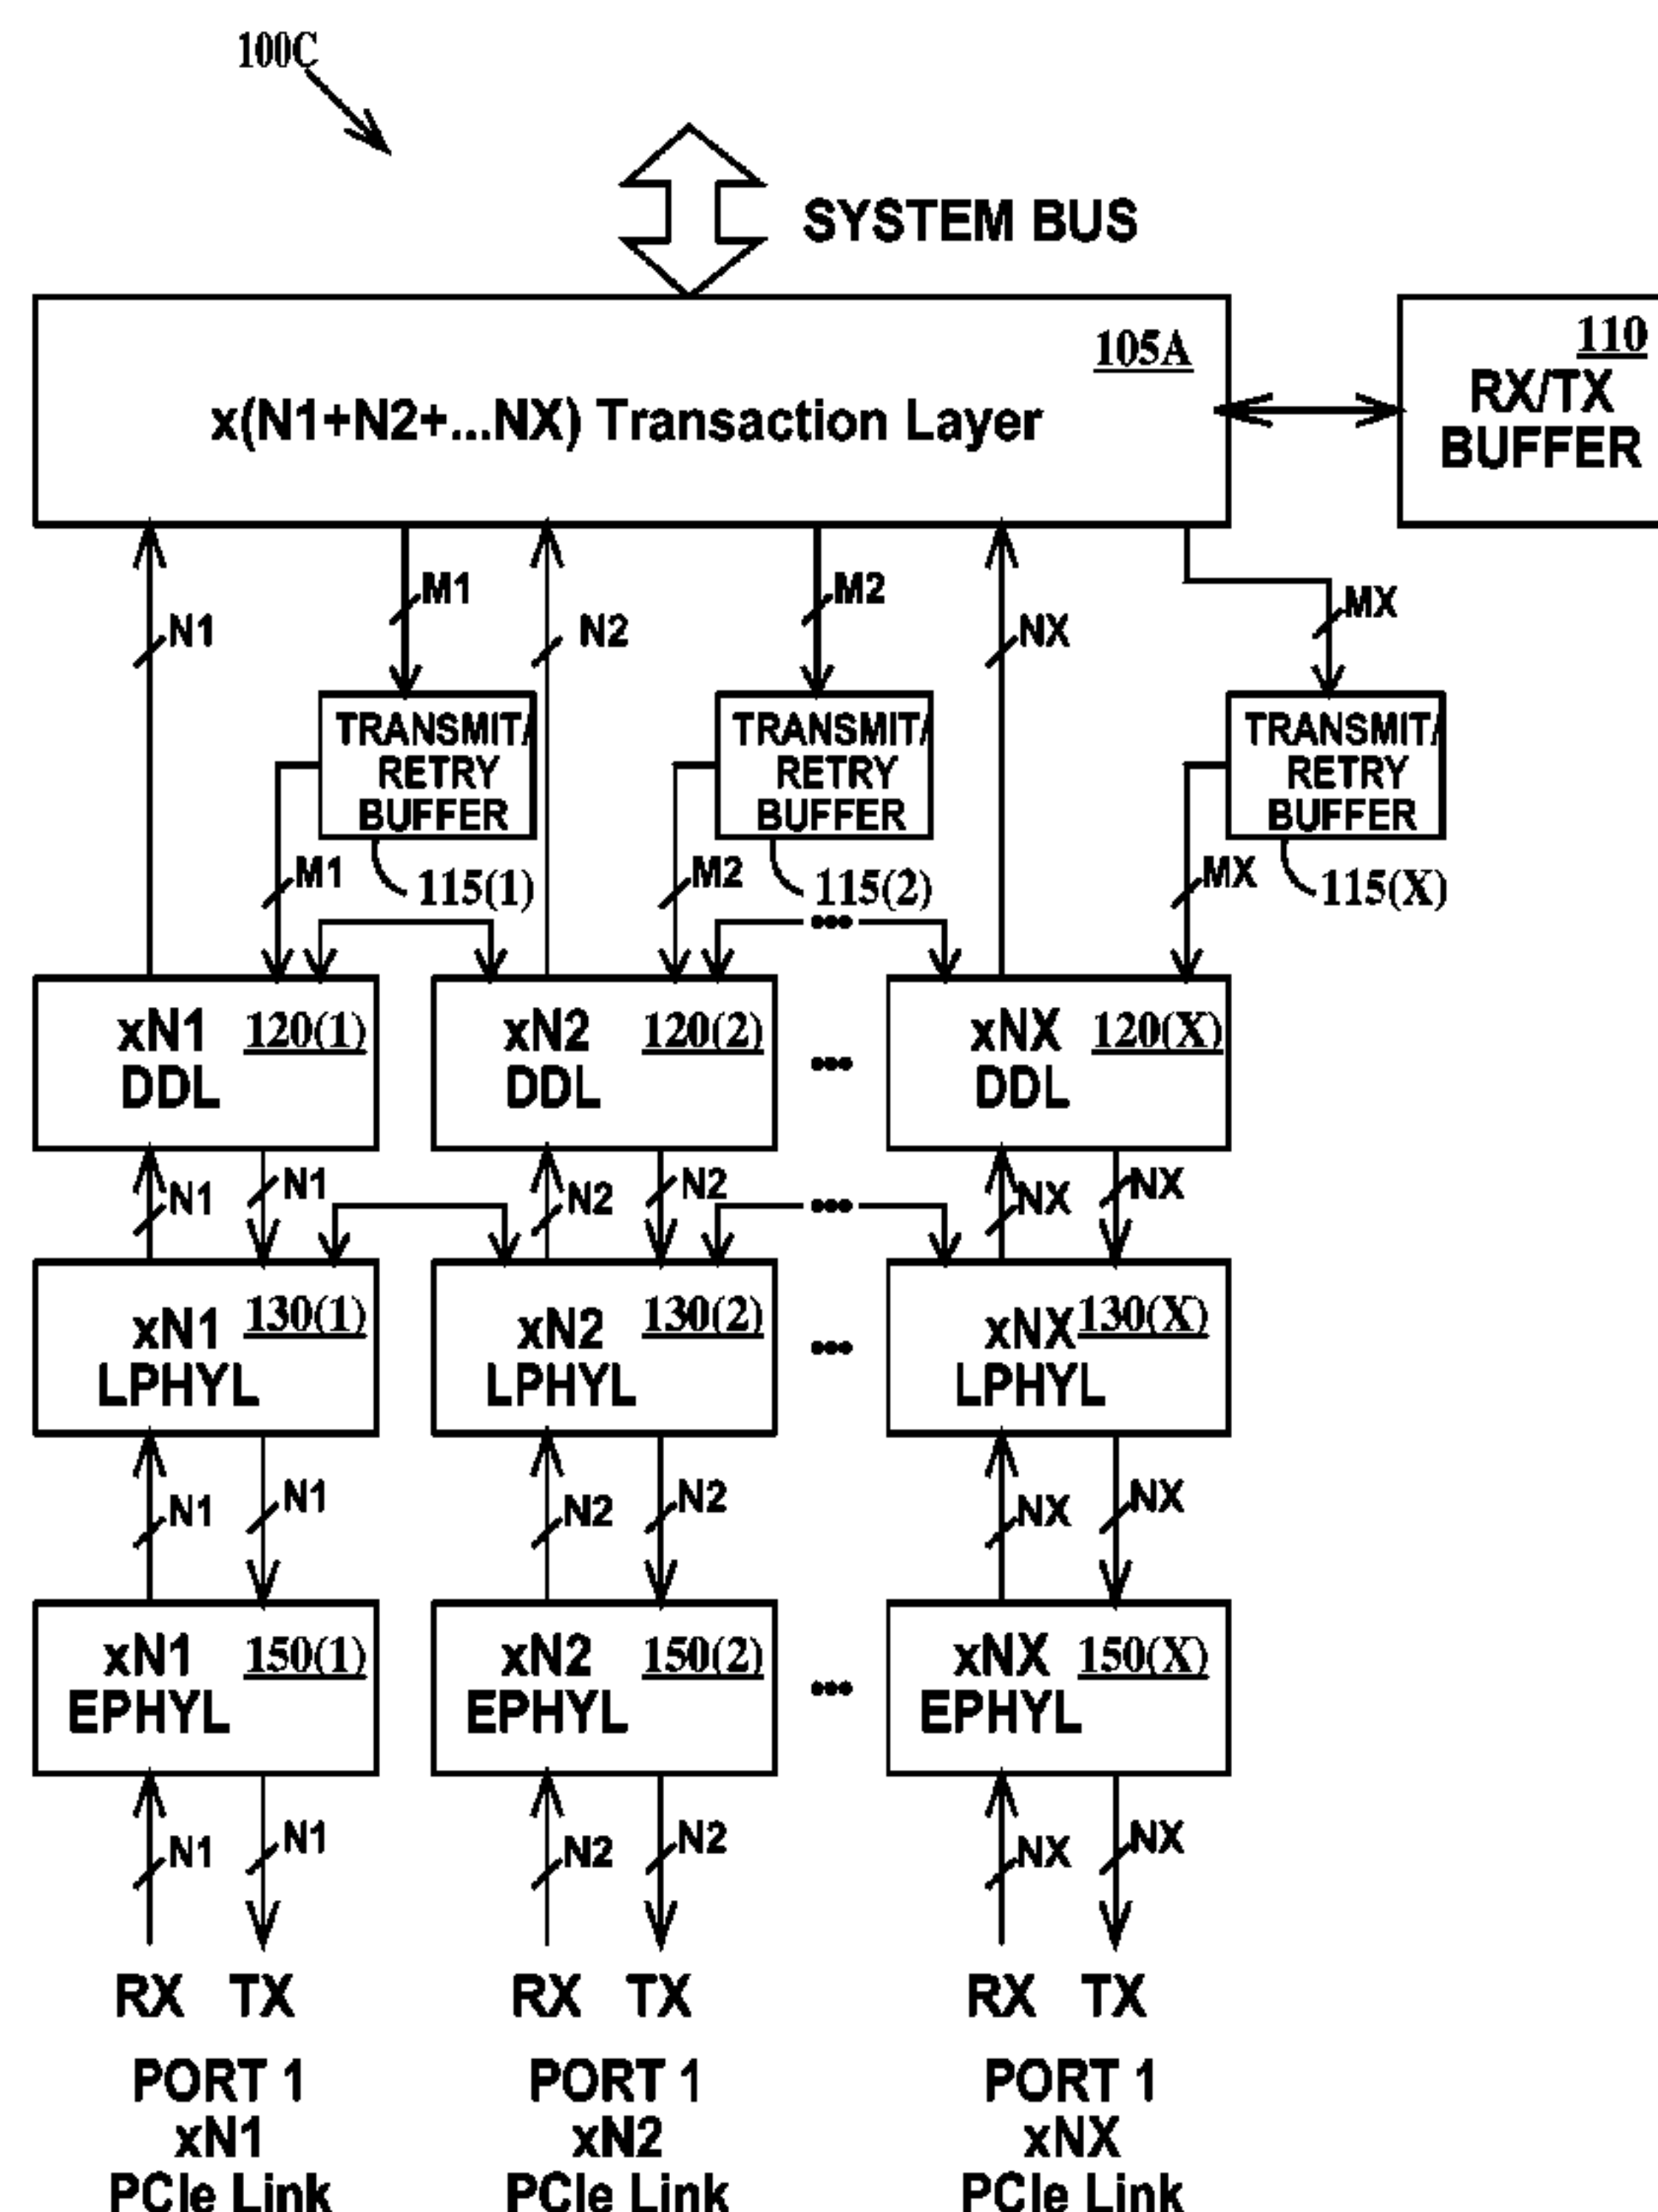 100C
SYSTEM BUS
105A
x(N1+N2+...NX) Transaction Layer
110
RX/TX
BUFFER
M1
M2
MX
N1
N2
NX
TRANSMIT/
RETRY
BUFFER
TRANSMIT/
RETRY
BUFFER
TRANSMIT/
RETRY
BUFFER
M1
115(1)
M2
115(2)
MX
115(X)
•••
xN1
DDL
120(1)
xN2
DDL
120(2)
•••
xNX
DDL
120(X)
N1
N1
N2
N2
•••
NX
NX
xN1
LPHYL
130(1)
xN2
LPHYL
130(2)
•••
xNX
LPHYL
130(X)
N1
N1
N2
N2
NX
NX
xN1
EPHYL
150(1)
xN2
EPHYL
150(2)
•••
xNX
EPHYL
150(X)
N1
N1
N2
N2
NX
NX
RX TX
RX TX
RX TX
PORT 1
xN1
PCIe Link
PORT 1
xN2
PCIe Link
PORT 1
xNX
PCIe Link